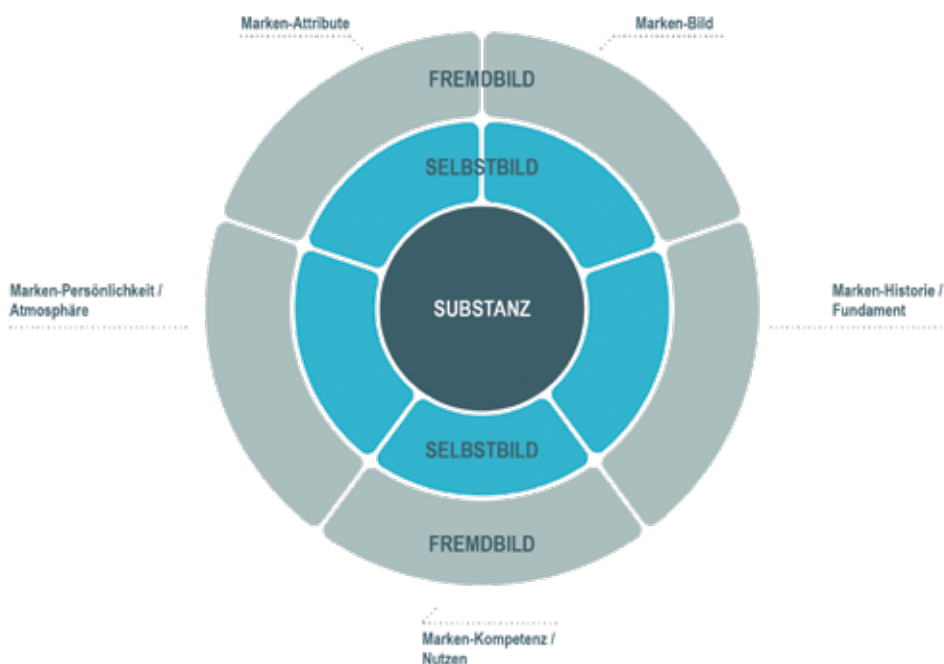 Marken-Attribute
Marken-Bild
FREMDBILD
SELBSTBILD
Marken-Persönlichkeit /
Atmosphäre
SUBSTANZ
Marken-Historie /
Fundament
SELBSTBILD
FREMDBILD
Marken-Kompetenz /
Nutzen